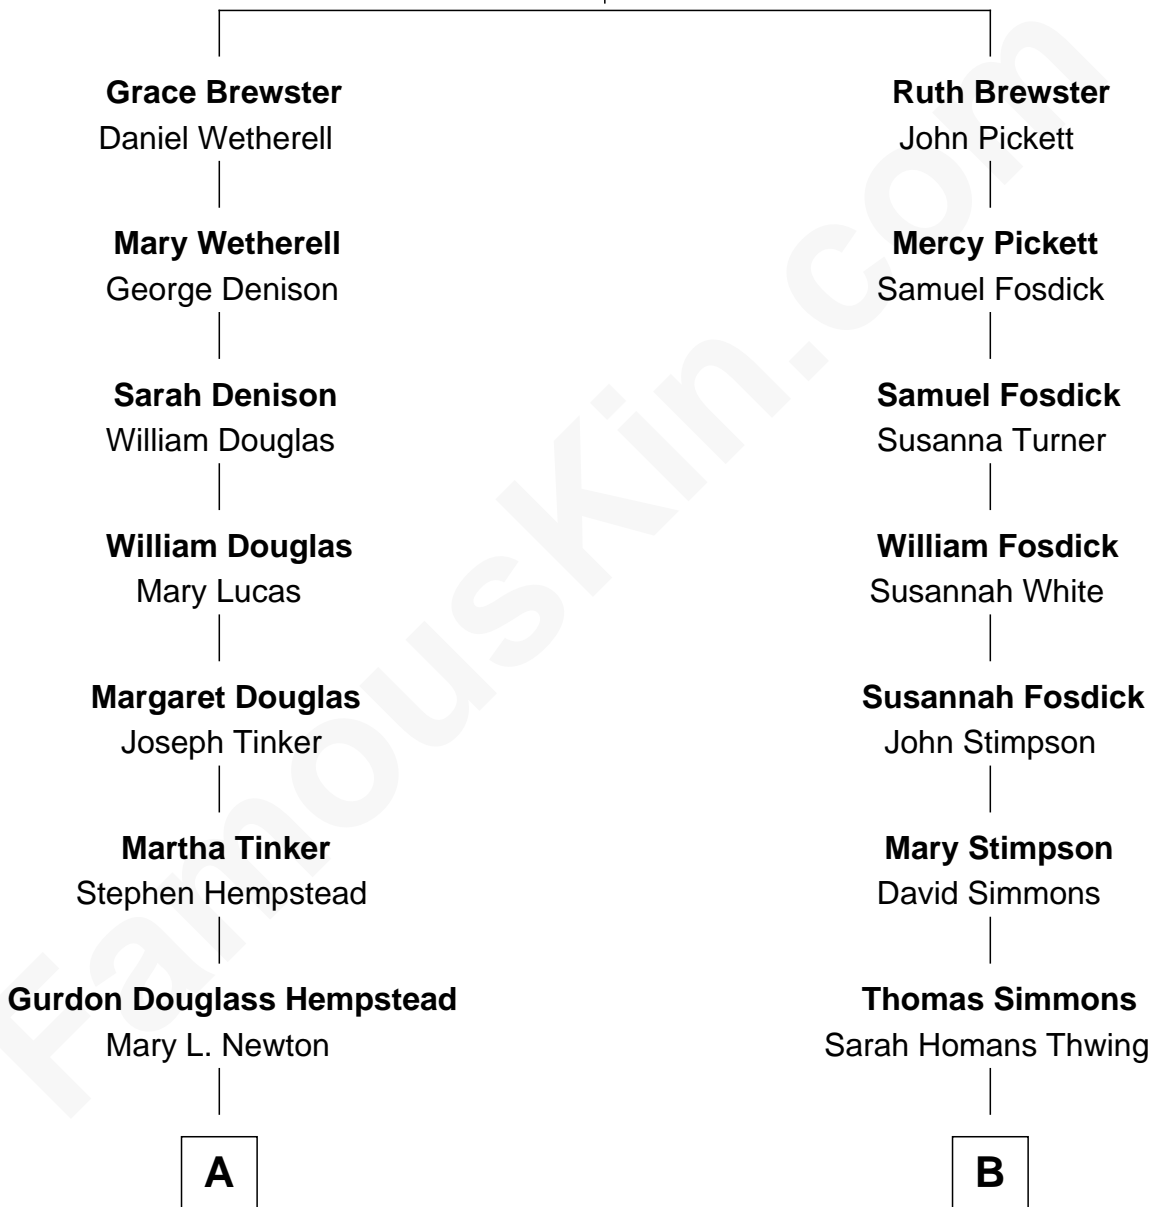 Grace Brewster
Daniel Wetherell
Ruth Brewster
John Pickett
Mary Wetherell
George Denison
Mercy Pickett
Samuel Fosdick
Sarah Denison
William Douglas
Samuel Fosdick
Susanna Turner
William Douglas
Mary Lucas
William Fosdick
Susannah White
Margaret Douglas
Joseph Tinker
Susannah Fosdick
John Stimpson
Martha Tinker
Stephen Hempstead
Mary Stimpson
David Simmons
Gurdon Douglass Hempstead
Mary L. Newton
Thomas Simmons
Sarah Homans Thwing
A
B
FamousKin.com